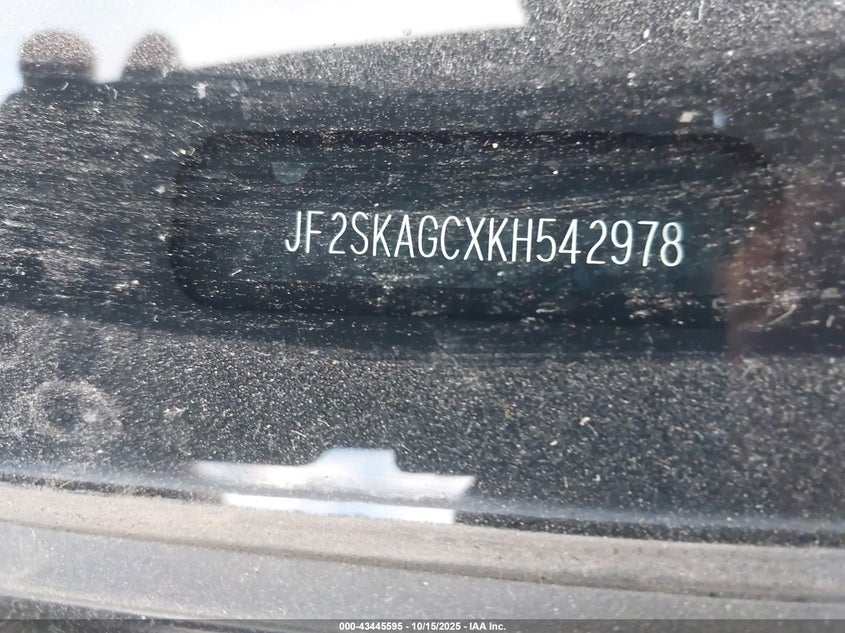 JF2SKAGCXKH542978
000-43445595 - 10/15/2025 - IAA Inc.